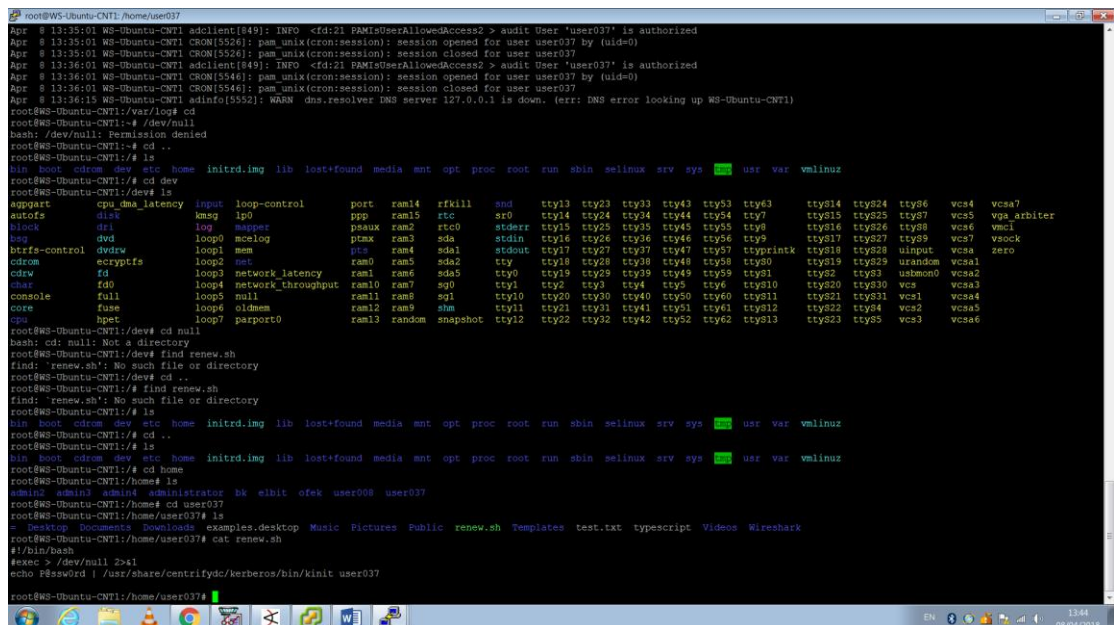 root@WS-Ubuntu-CNT1: /home/user037
Apr  8 13:35:01 WS-Ubuntu-CNT1 adclient[849]: INFO  <fd:21 PAMIsUserAllowedAccess2 > audit User 'user037' is authorized
Apr  8 13:35:01 WS-Ubuntu-CNT1 CRON[5526]: pam_unix(cron:session): session opened for user user037 by (uid=0)
Apr  8 13:35:01 WS-Ubuntu-CNT1 CRON[5526]: pam_unix(cron:session): session closed for user user037
Apr  8 13:36:01 WS-Ubuntu-CNT1 adclient[849]: INFO  <fd:21 PAMIsUserAllowedAccess2 > audit User 'user037' is authorized
Apr  8 13:36:01 WS-Ubuntu-CNT1 CRON[5546]: pam_unix(cron:session): session opened for user user037 by (uid=0)
Apr  8 13:36:01 WS-Ubuntu-CNT1 CRON[5546]: pam_unix(cron:session): session closed for user user037
Apr  8 13:36:15 WS-Ubuntu-CNT1 adinfo[5552]: WARN  dns.resolver DNS server 127.0.0.1 is down. (err: DNS error looking up WS-Ubuntu-CNT1)
root@WS-Ubuntu-CNT1:/var/log# cd
root@WS-Ubuntu-CNT1:~# /dev/null
bash: /dev/null: Permission denied
root@WS-Ubuntu-CNT1:~# cd ..
root@WS-Ubuntu-CNT1:/# ls
bin boot cdrom dev etc home initrd.img lib lost+found media mnt opt proc root run sbin selinux srv sys tmp usr var vmlinuz
root@WS-Ubuntu-CNT1:/# cd dev
root@WS-Ubuntu-CNT1:/dev# ls
agpgart cpu_dma_latency input loop-control port ram14 rfkill snd tty13 tty23 tty33 tty43 tty53 tty63 ttyS14 ttyS24 ttyS6 vcs4 vcsa7
autofs disk kmsg lp0 ppp ram15 rtc sr0 tty14 tty24 tty34 tty44 tty54 tty7 ttyS15 ttyS25 ttyS7 vcs5 vga_arbiter
block dri log mapper psaux ram2 rtc0 stderr tty15 tty25 tty35 tty45 tty55 tty8 ttyS16 ttyS26 ttyS8 vcs6 vmci
bsg dvd loop0 mcelog ptmx ram3 sda stdin tty16 tty26 tty36 tty46 tty56 tty9 ttyS17 ttyS27 ttyS9 vcs7 vsock
btrfs-control dvdrw loop1 mem pts ram4 sda1 stdout tty17 tty27 tty37 tty47 tty57 ttyprintk ttyS18 ttyS28 uinput vcsa zero
cdrom ecryptfs loop2 net ram0 ram5 sda2 tty tty18 tty28 tty38 tty48 tty58 ttyS0 ttyS19 ttyS29 urandom vcsa1
cdrw fd loop3 network_latency ram1 ram6 sda5 tty0 tty19 tty29 tty39 tty49 tty59 ttyS1 ttyS2 ttyS3 usbmon0 vcsa2
char fd0 loop4 network_throughput ram10 ram7 sg0 tty1 tty2 tty3 tty4 tty5 tty6 ttyS10 ttyS20 ttyS30 vcs vcsa3
console full loop5 null ram11 ram8 sg1 tty10 tty20 tty30 tty40 tty50 tty60 ttyS11 ttyS21 ttyS31 vcs1 vcsa4
core fuse loop6 oldmem ram12 ram9 shm tty11 tty21 tty31 tty41 tty51 tty61 ttyS12 ttyS22 ttyS4 vcs2 vcsa5
cpu hpet loop7 parport0 ram13 random snapshot tty12 tty22 tty32 tty42 tty52 tty62 ttyS13 ttyS23 ttyS5 vcs3 vcsa6
root@WS-Ubuntu-CNT1:/dev# cd null
bash: cd: null: Not a directory
root@WS-Ubuntu-CNT1:/dev# find renew.sh
find: `renew.sh': No such file or directory
root@WS-Ubuntu-CNT1:/dev# cd ..
root@WS-Ubuntu-CNT1:/# find renew.sh
find: `renew.sh': No such file or directory
root@WS-Ubuntu-CNT1:/# ls
bin boot cdrom dev etc home initrd.img lib lost+found media mnt opt proc root run sbin selinux srv sys tmp usr var vmlinuz
root@WS-Ubuntu-CNT1:/# cd ..
root@WS-Ubuntu-CNT1:/# ls
bin boot cdrom dev etc home initrd.img lib lost+found media mnt opt proc root run sbin selinux srv sys tmp usr var vmlinuz
root@WS-Ubuntu-CNT1:/# cd home
root@WS-Ubuntu-CNT1:/home# ls
admin2 admin3 admin4 administrator bk elbit ofek user008 user037
root@WS-Ubuntu-CNT1:/home# cd user037
root@WS-Ubuntu-CNT1:/home/user037# ls
= Desktop Documents Downloads examples.desktop Music Pictures Public renew.sh Templates test.txt typescript Videos Wireshark
root@WS-Ubuntu-CNT1:/home/user037# cat renew.sh
#!/bin/bash
#exec > /dev/null 2>&1
echo P@ssw0rd | /usr/share/centrifydc/kerberos/bin/kinit user037
root@WS-Ubuntu-CNT1:/home/user037#
EN 13:44
08/04/2018